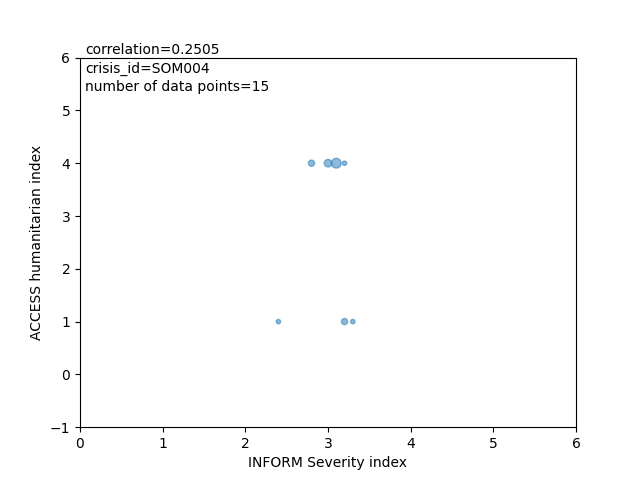 correlation=0.2505
crisis_id=SOM004
number of data points=15
ACCESS humanitarian index
6
5
4
3
2
1
0
−1
0 1 2 3 4 5 6
INFORM Severity index